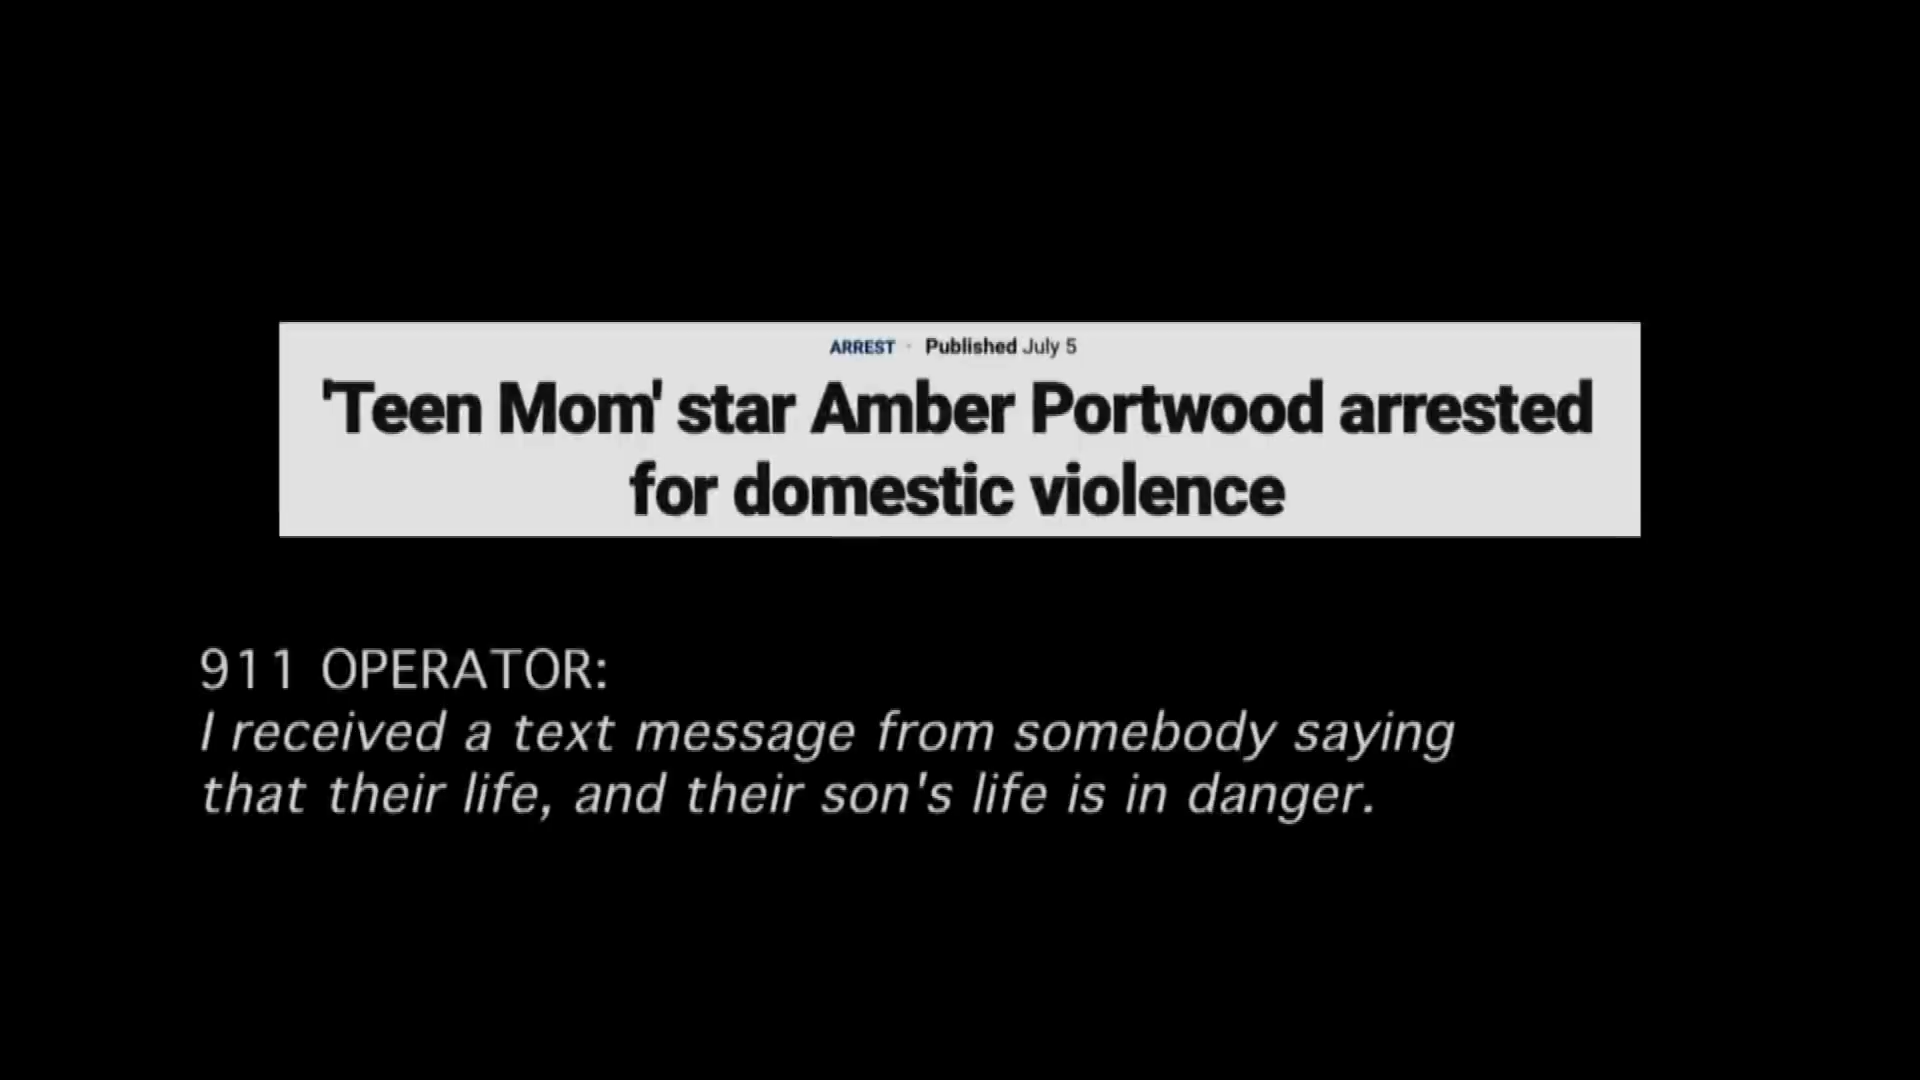 ARREST · Published July 5
'Teen Mom' star Amber Portwood arrested
for domestic violence
911 OPERATOR:
I received a text message from somebody saying
that their life, and their son's life is in danger.